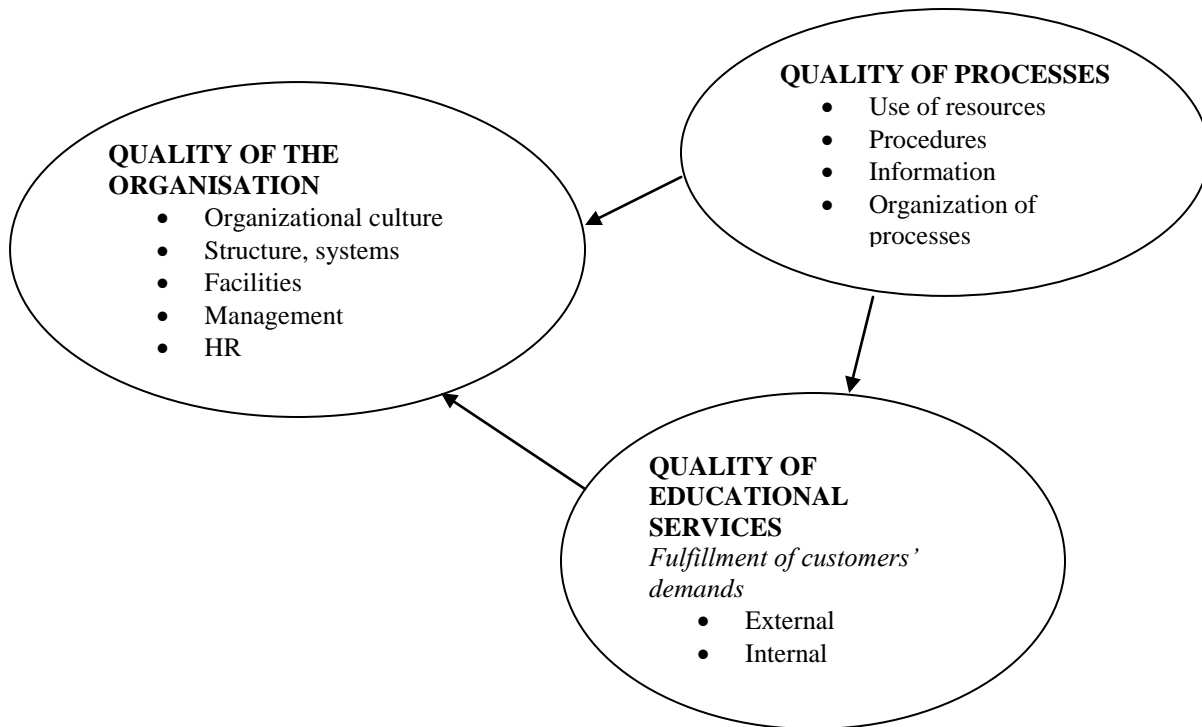 QUALITY OF THE
ORGANISATION
• Organizational culture
• Structure, systems
• Facilities
• Management
• HR
QUALITY OF PROCESSES
• Use of resources
• Procedures
• Information
• Organization of
processes
QUALITY OF
EDUCATIONAL
SERVICES
Fulfillment of customers’
demands
• External
• Internal